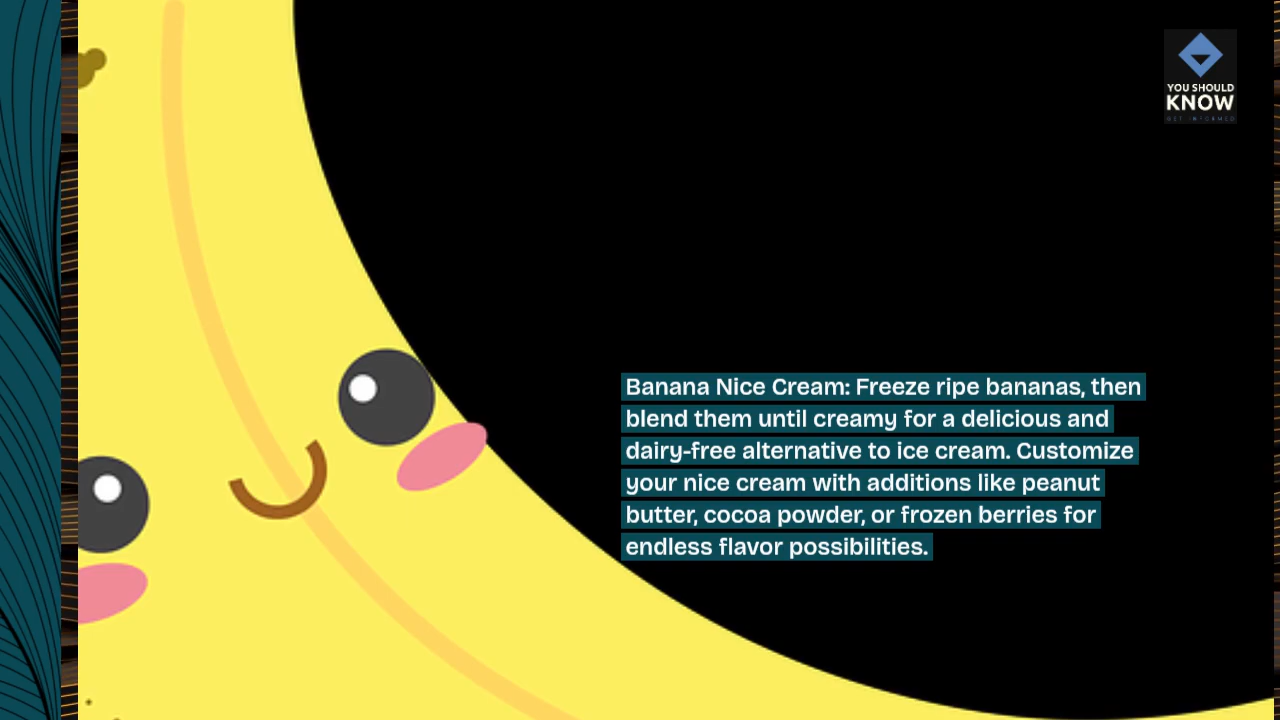 YOU SHOULD
KNOW
GET INFORMED
Banana Nice Cream: Freeze ripe bananas, then
blend them until creamy for a delicious and
dairy-free alternative to ice cream. Customize
your nice cream with additions like peanut
butter, cocoa powder, or frozen berries for
endless flavor possibilities.